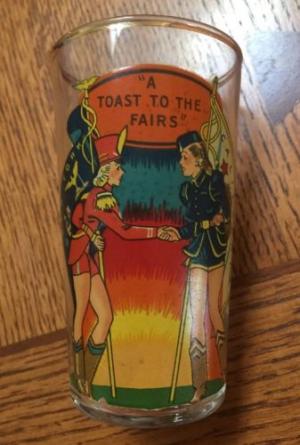 "A
TOAST TO THE
FAIRS"